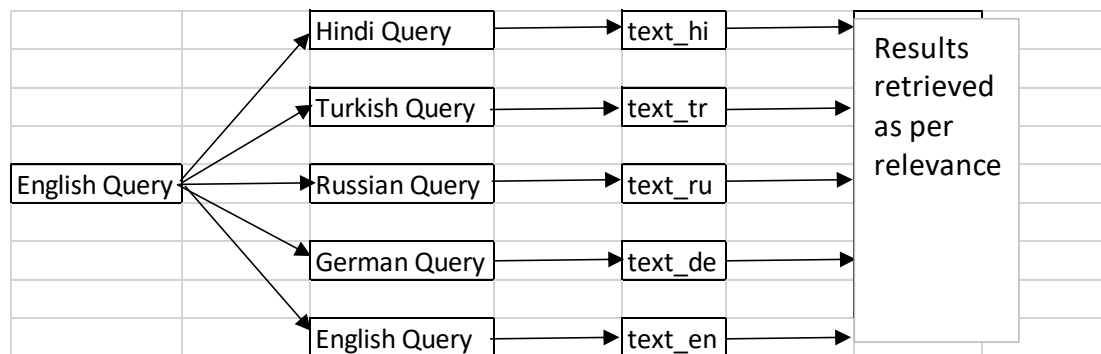 Hindi Query text_hi
Results
retrieved
as per
relevance
Turkish Query text_tr
English Query Russian Query text_ru
German Query text_de
English Query text_en